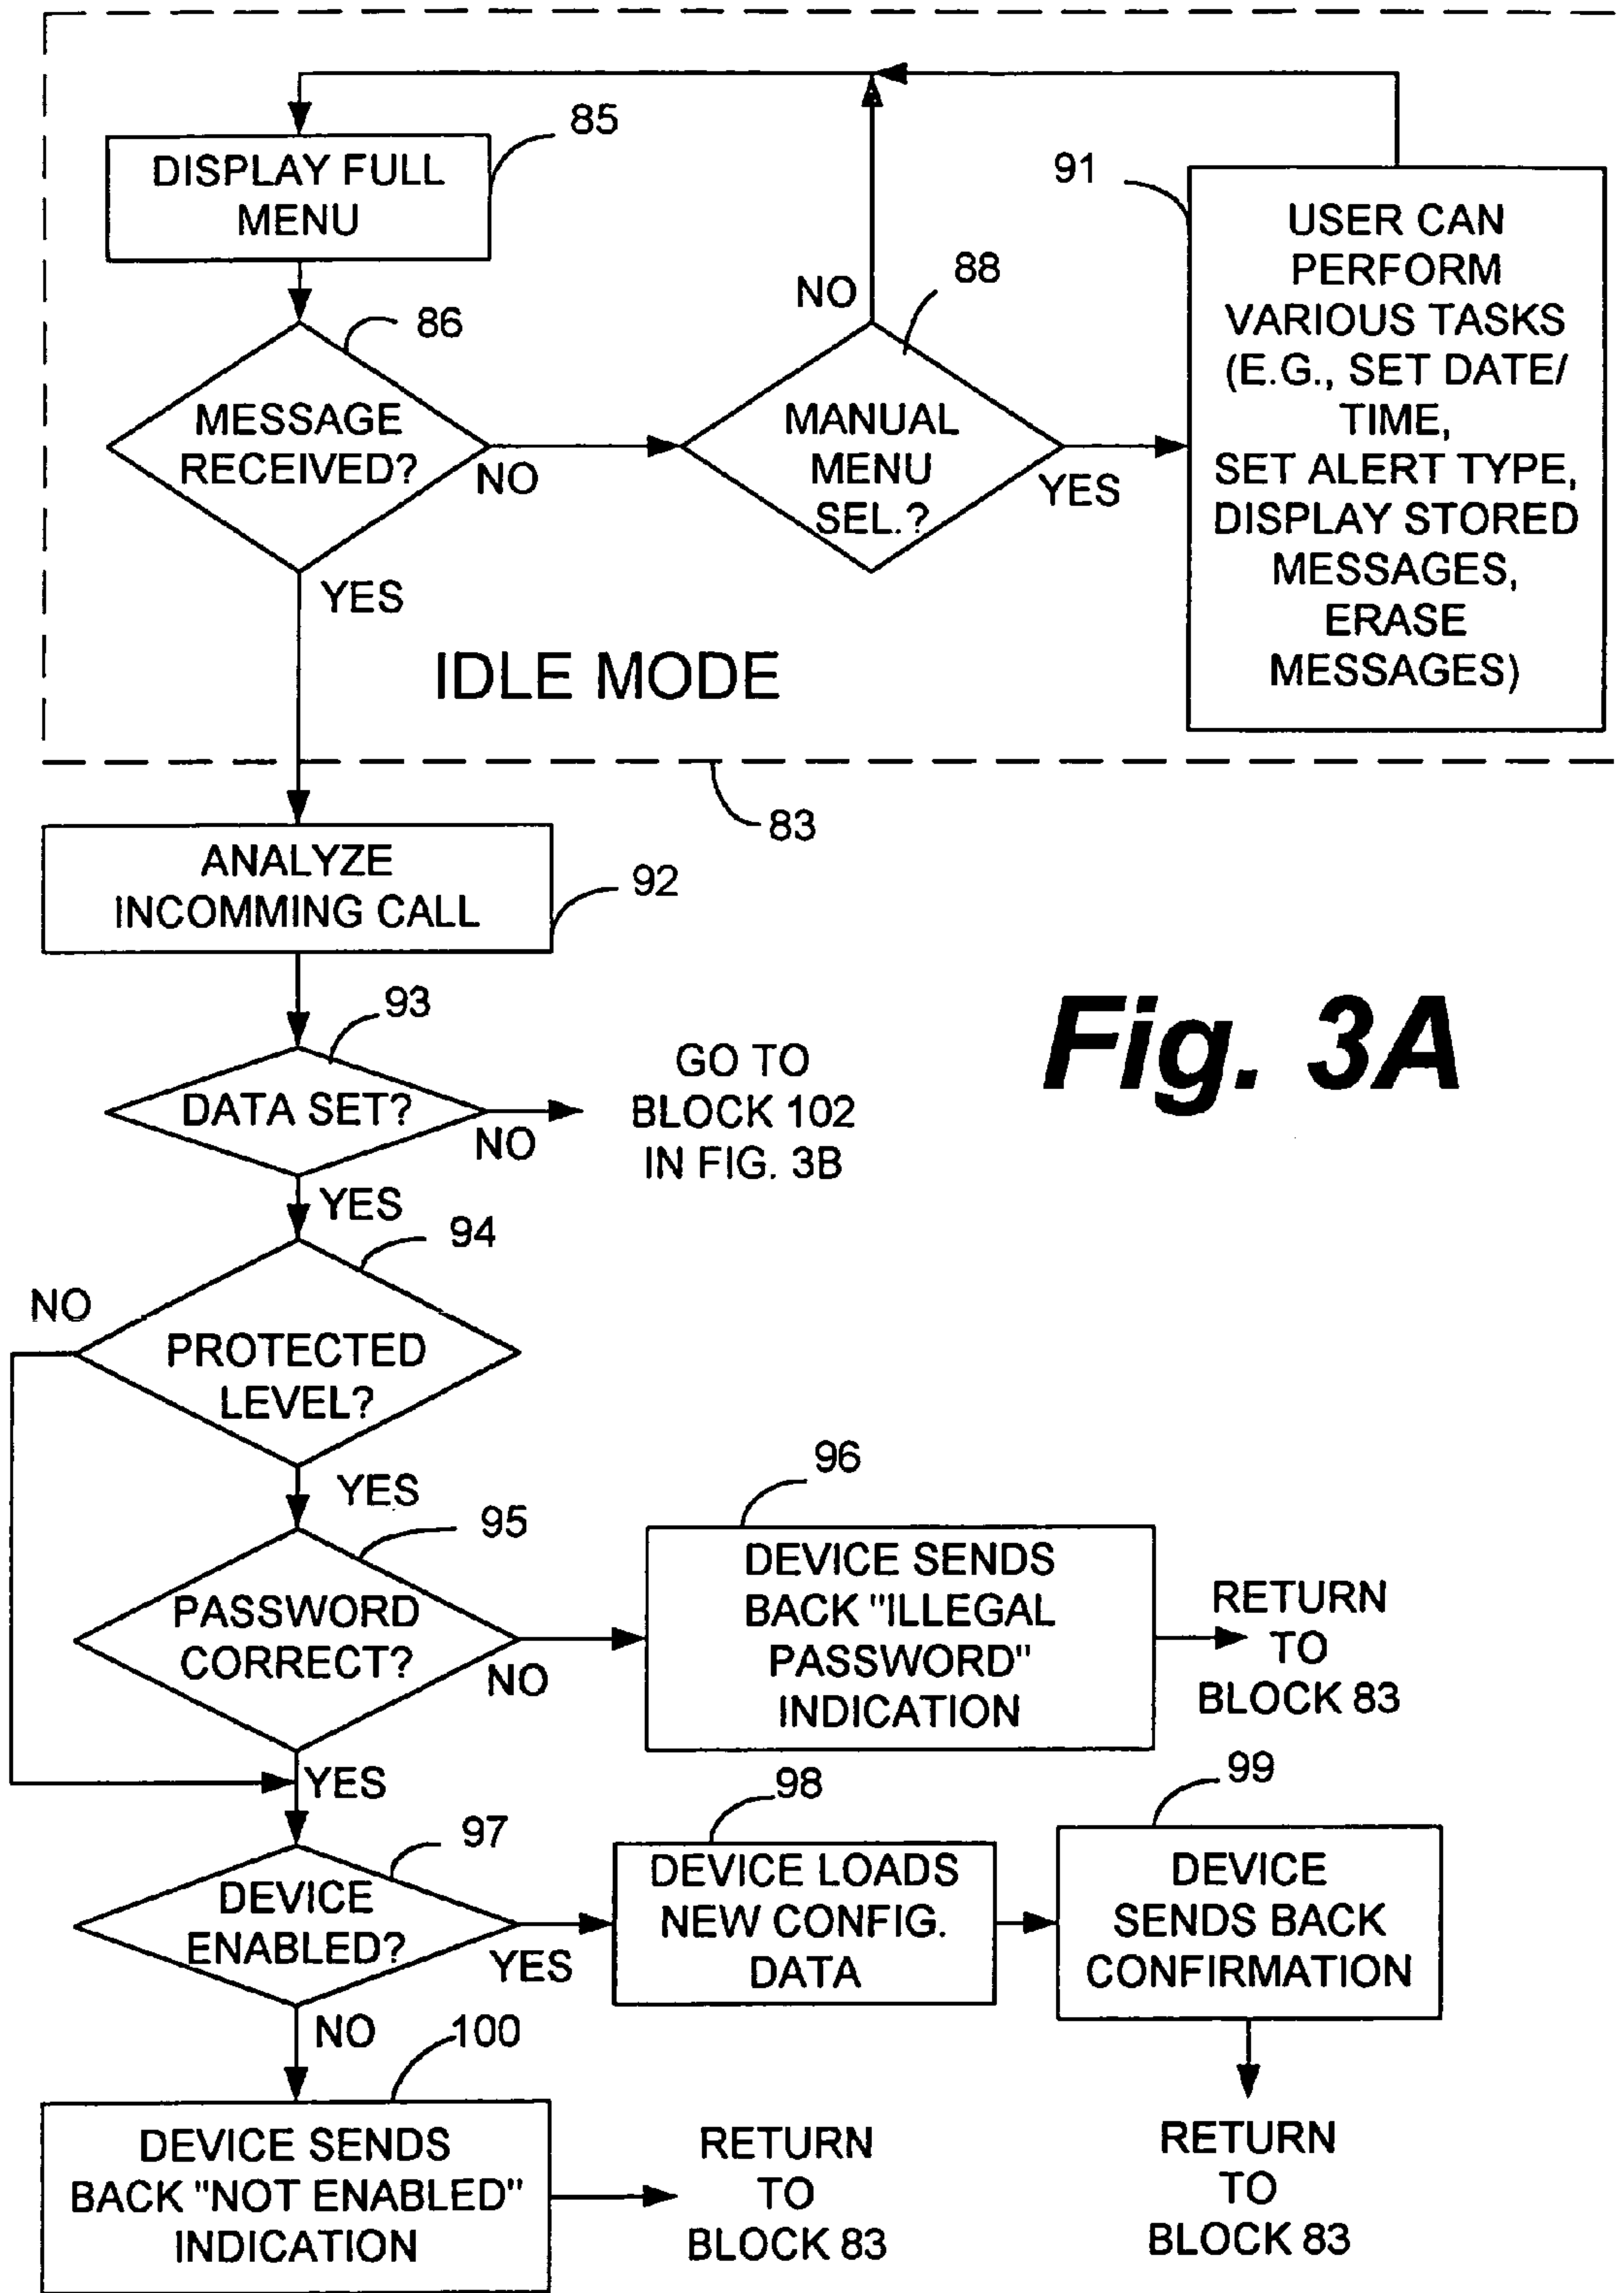 85
DISPLAY FULL
MENU
86
MESSAGE
RECEIVED?
NO
YES
NO
88
MANUAL
MENU
SEL.?
YES
91
USER CAN
PERFORM
VARIOUS TASKS
(E.G., SET DATE/
TIME,
SET ALERT TYPE,
DISPLAY STORED
MESSAGES,
ERASE
MESSAGES)
IDLE MODE
83
ANALYZE
INCOMMING CALL
92
93
DATA SET?
NO
GO TO
BLOCK 102
IN FIG. 3B
Fig. 3A
YES
94
NO
PROTECTED
LEVEL?
YES
95
PASSWORD
CORRECT?
NO
96
DEVICE SENDS
BACK "ILLEGAL
PASSWORD"
INDICATION
RETURN
TO
BLOCK 83
YES
97
DEVICE
ENABLED?
YES
98
DEVICE LOADS
NEW CONFIG.
DATA
99
DEVICE
SENDS BACK
CONFIRMATION
NO
100
DEVICE SENDS
BACK "NOT ENABLED"
INDICATION
RETURN
TO
BLOCK 83
RETURN
TO
BLOCK 83